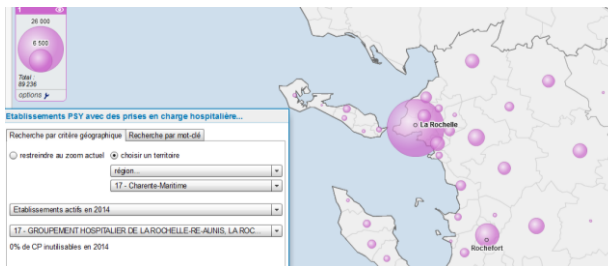 1
26 000
6 500
Total :
69 236
options
Etablissements PSY avec des prises en charge hospitalière...
Recherche par critère géographique Recherche par mot-clé
restreindre au zoom actuel choisir un territoire
région...
17 - Charente-Maritime
Etablissements actifs en 2014
17 - GROUPEMENT HOSPITALIER DE LA ROCHELLE-RE-AUNIS, LA ROC...
0% de CP inutilisables en 2014
La Rochelle
Rochefort